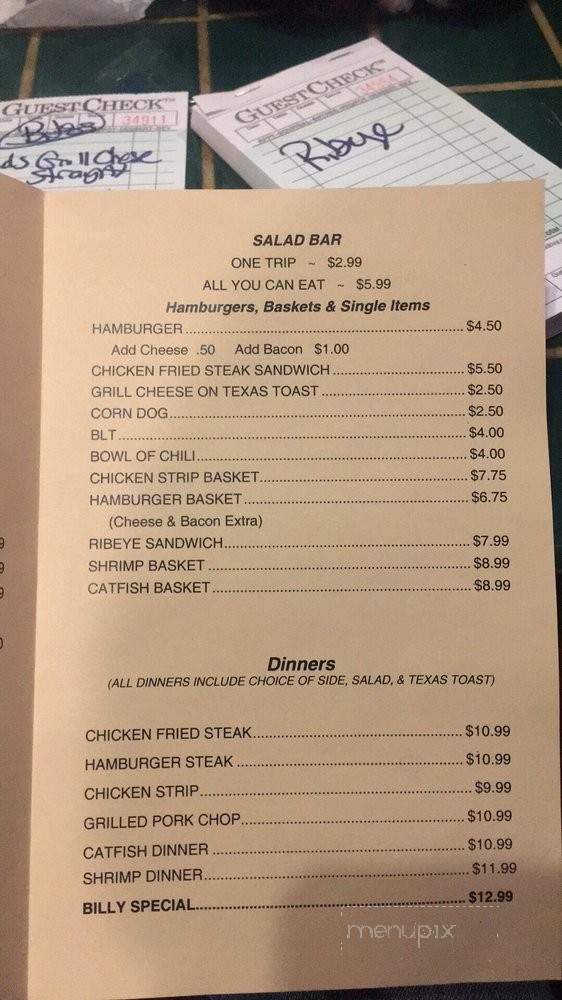 GUEST CHECK™
34911
GUEST CHECK™
Ribeye
SALAD BAR
ONE TRIP ~ $2.99
ALL YOU CAN EAT ~ $5.99
Hamburgers, Baskets & Single Items
HAMBURGER ........ $4.50
Add Cheese .50 Add Bacon $1.00
CHICKEN FRIED STEAK SANDWICH ........ $5.50
GRILL CHEESE ON TEXAS TOAST ........ $2.50
CORN DOG ........ $2.50
BLT ........ $4.00
BOWL OF CHILI ........ $4.00
CHICKEN STRIP BASKET ........ $7.75
HAMBURGER BASKET ........ $6.75
(Cheese & Bacon Extra)
RIBEYE SANDWICH ........ $7.99
SHRIMP BASKET ........ $8.99
CATFISH BASKET ........ $8.99
Dinners
(ALL DINNERS INCLUDE CHOICE OF SIDE, SALAD, & TEXAS TOAST)
CHICKEN FRIED STEAK ........ $10.99
HAMBURGER STEAK ........ $10.99
CHICKEN STRIP ........ $9.99
GRILLED PORK CHOP ........ $10.99
CATFISH DINNER ........ $10.99
SHRIMP DINNER ........ $11.99
BILLY SPECIAL ........ $12.99
menupix